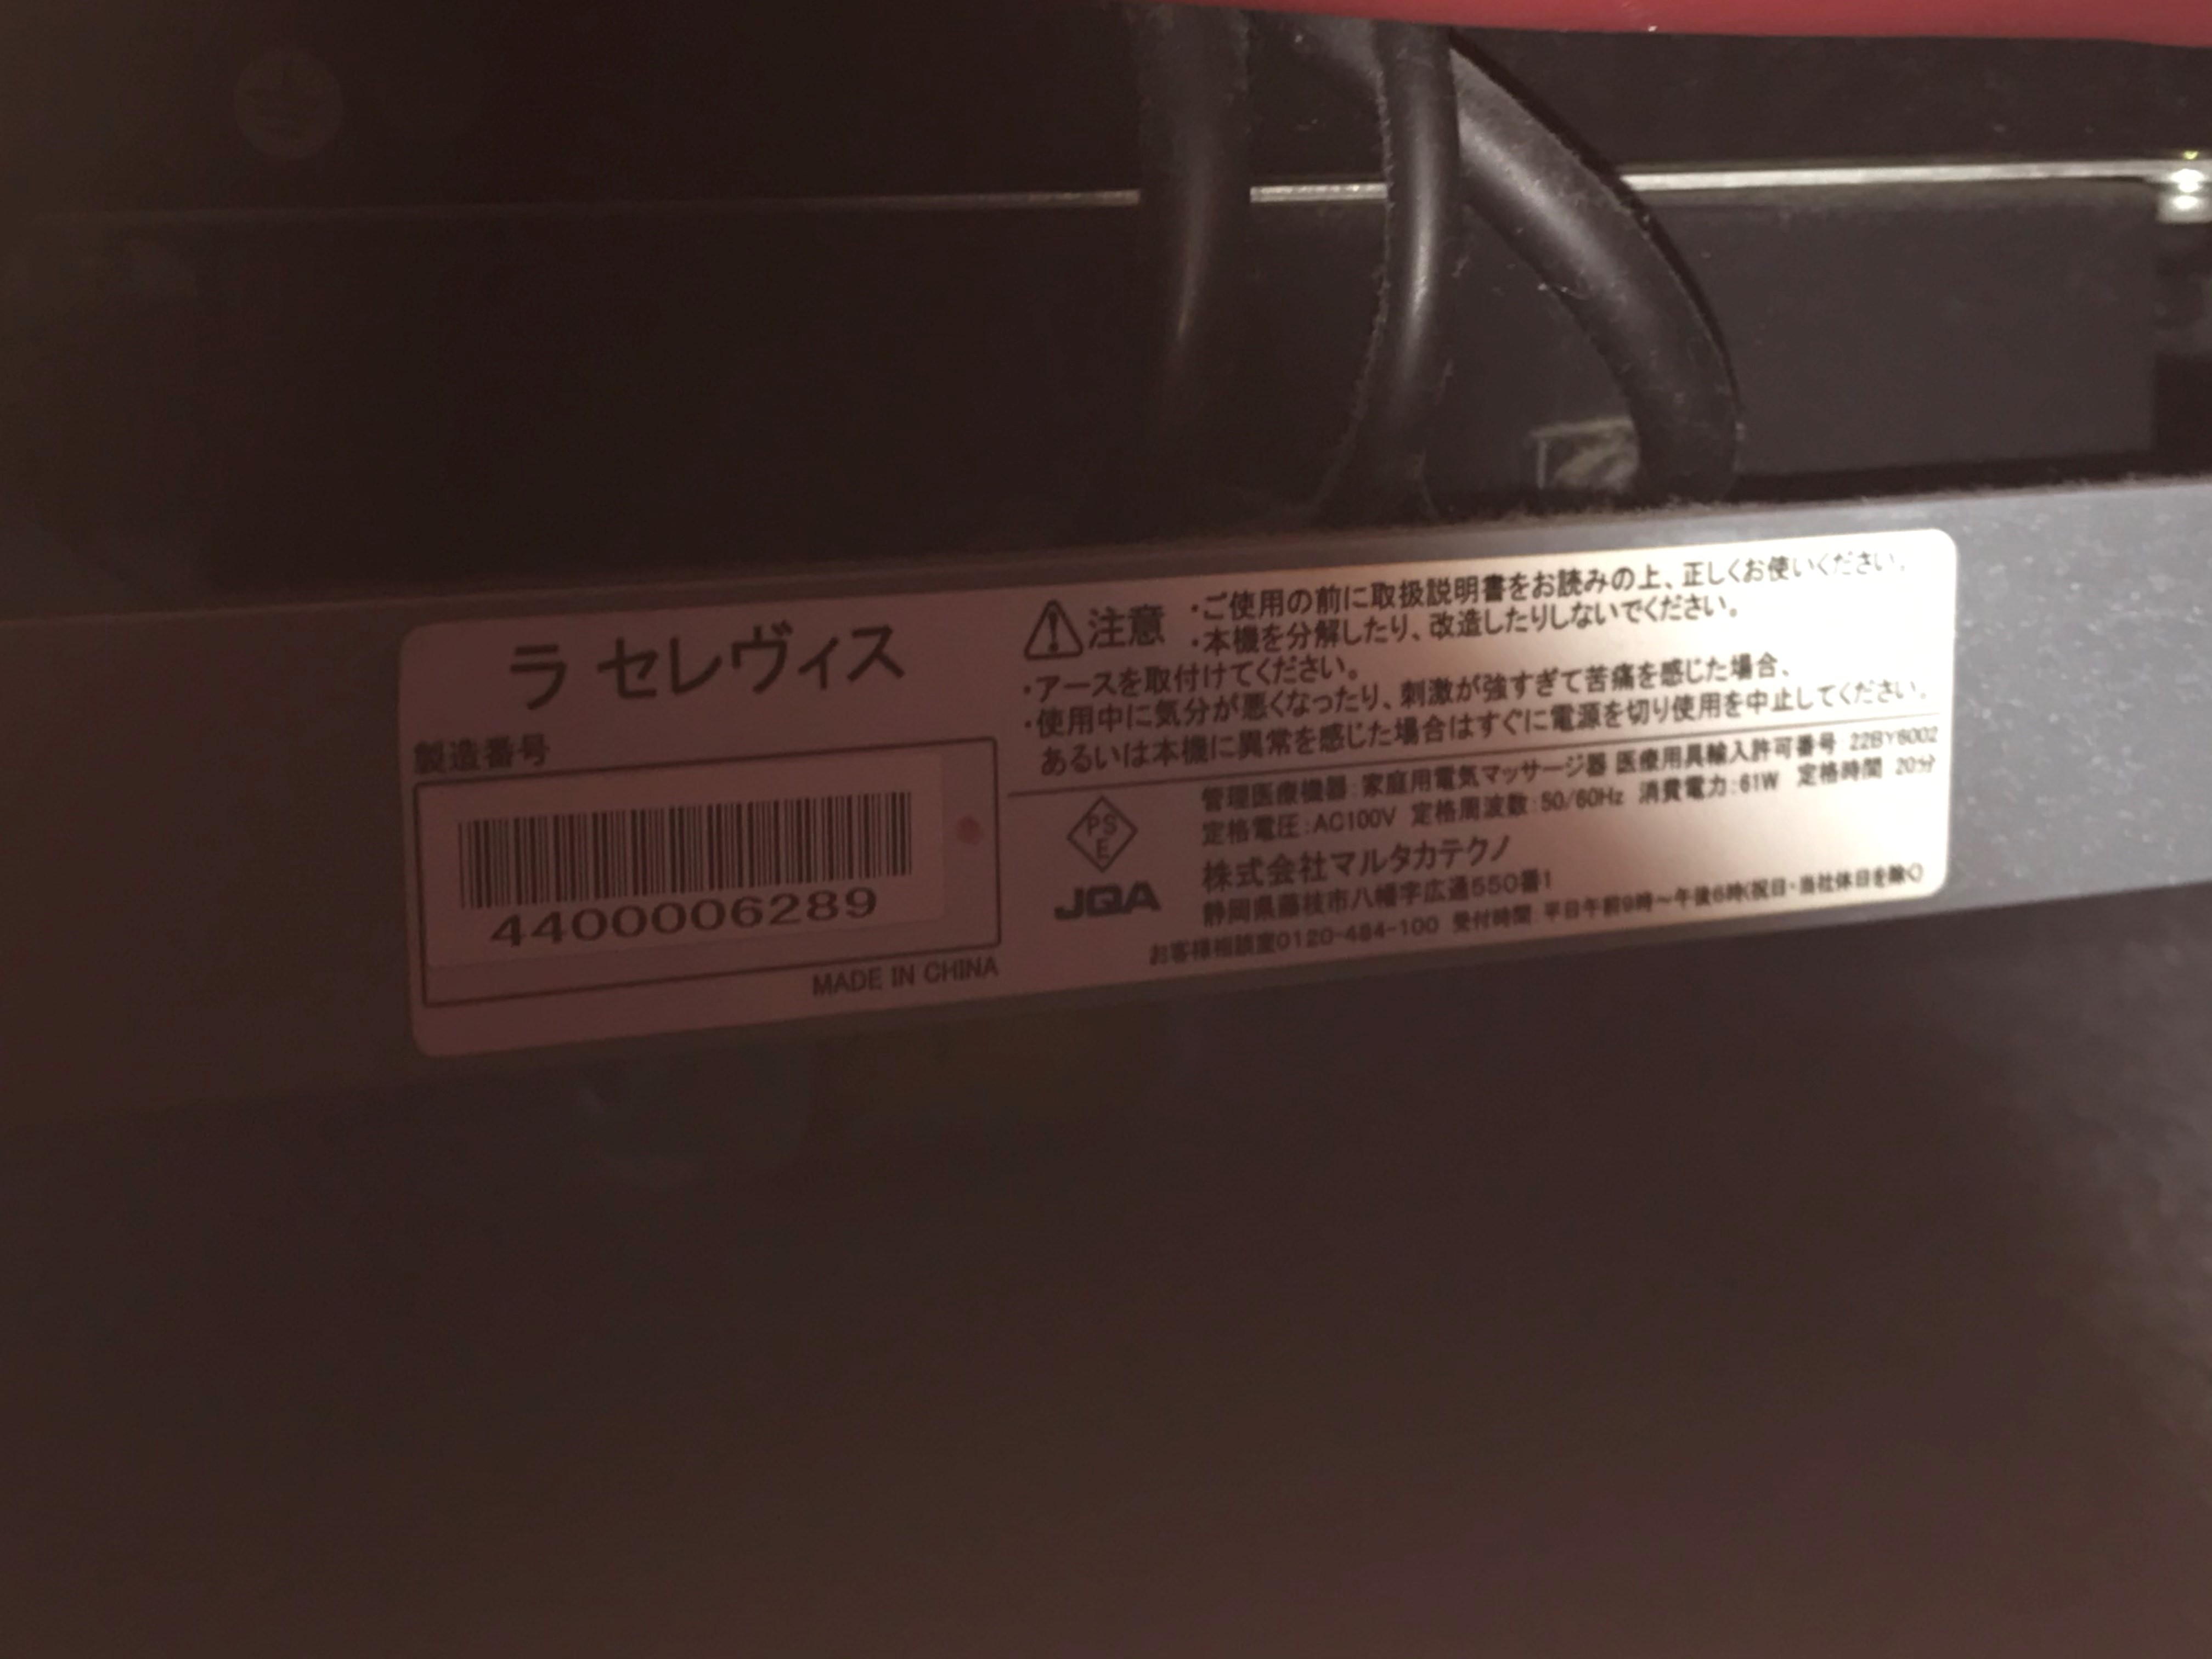 ラ セレヴィス
製造番号
4400006289
MADE IN CHINA
注意
・ご使用の前に取扱説明書をお読みの上、正しくお使いください。
・本機を分解したり、改造したりしないでください。
・アースを取付けてください。
・使用中に気分が悪くなったり、刺激が強すぎて苦痛を感じた場合、
あるいは本機に異常を感じた場合はすぐに電源を切り使用を中止してください。
PS
E
JQA
管理医療機器:家庭用電気マッサージ器 医療用具輸入許可番号 22BY6002
定格電圧:AC100V 定格周波数:50/60Hz 消費電力:61W 定格時間 20分
株式会社マルタカテクノ
静岡県藤枝市八幡字広通550番1
お客様相談室0120-484-100 受付時間 平日午前9時～午後6時(祝日・当社休日を除く)